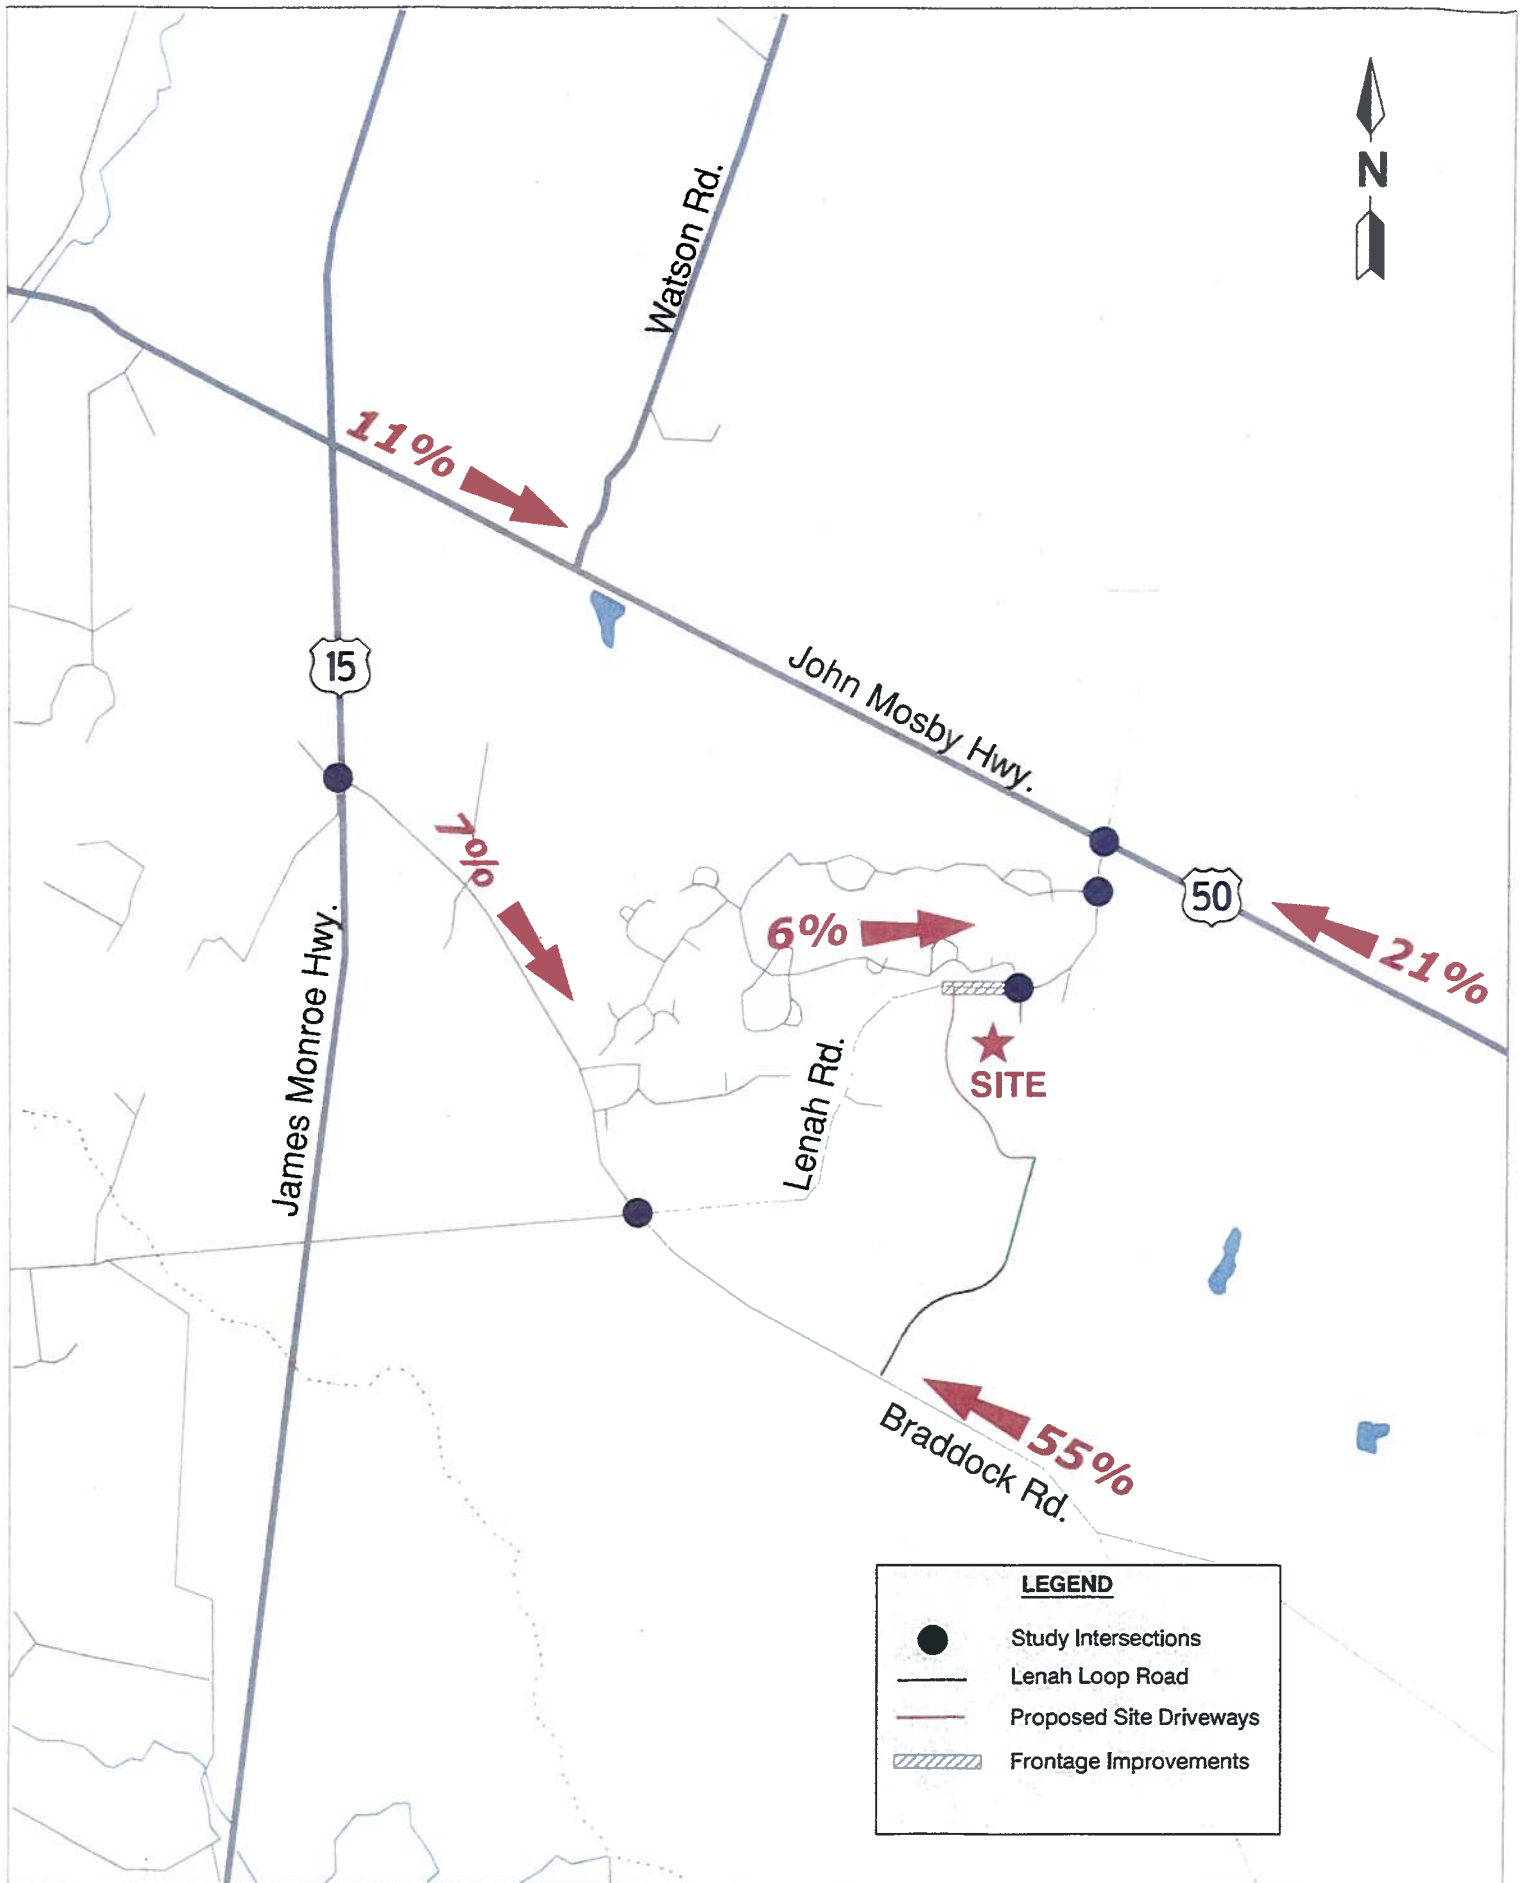 N
Watson Rd.
11%
15
John Mosby Hwy.
7%
50
6%
21%
James Monroe Hwy.
Lenah Rd.
SITE
55%
Braddock Rd.
LEGEND
Study Intersections
Lenah Loop Road
Proposed Site Driveways
Frontage Improvements